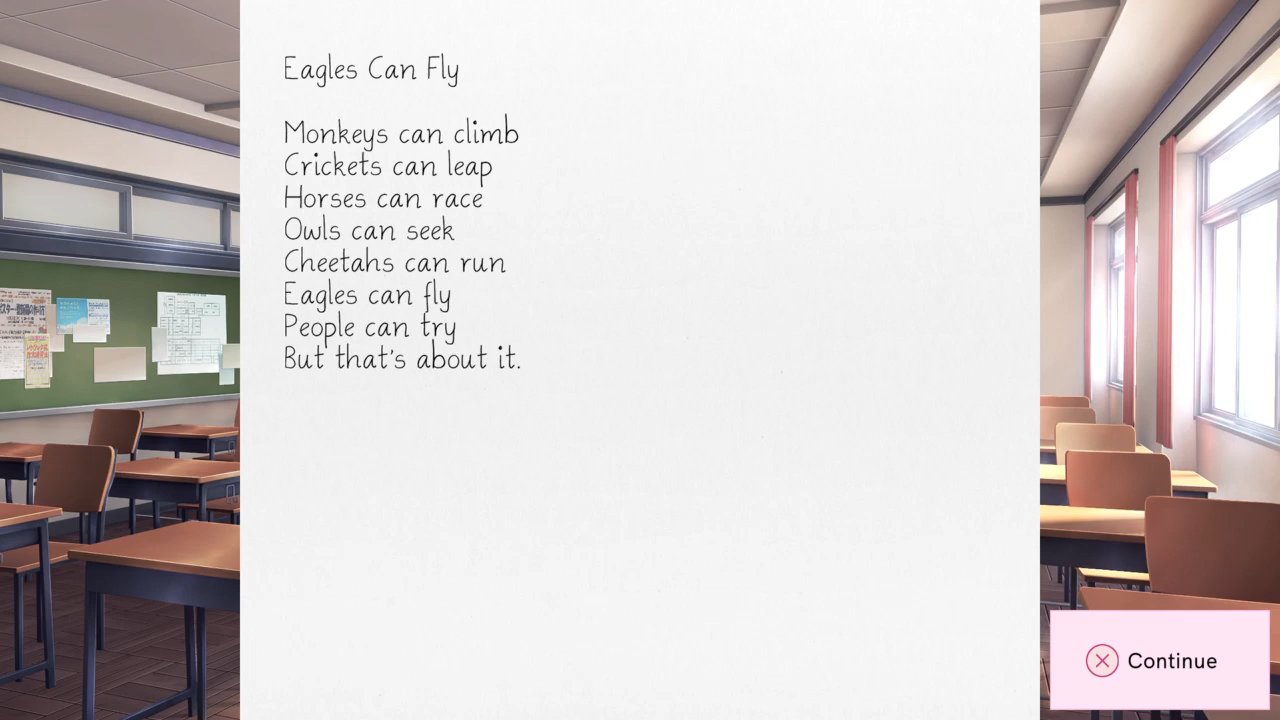 Eagles Can Fly
Monkeys can climb
Crickets can leap
Horses can race
Owls can seek
Cheetahs can run
Eagles can fly
People can try
But that's about it.
Continue